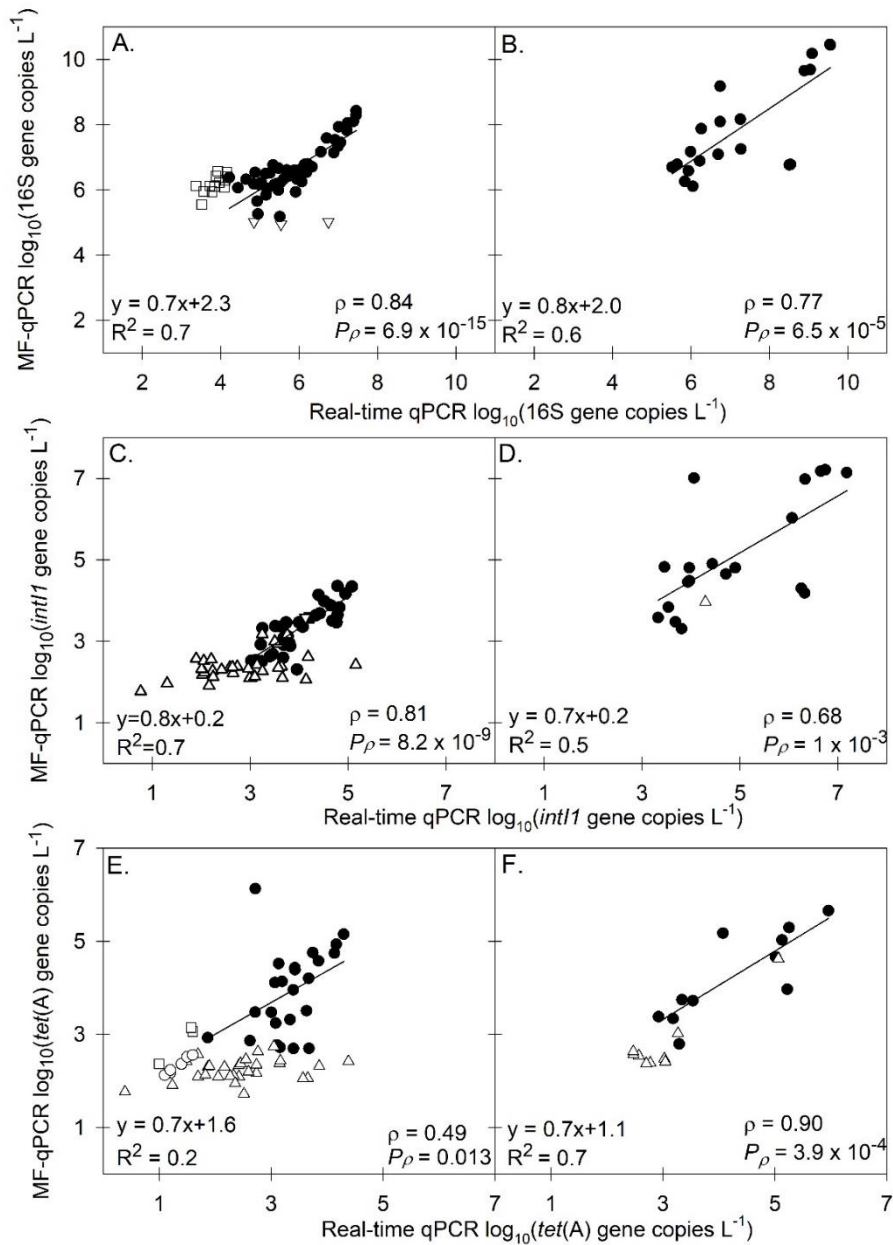 A.
B.
MF-qPCR log10(16S gene copies L-1)
10
8
6
4
2
y = 0.7x+2.3
R2 = 0.7
ρ = 0.84
Pρ = 6.9 x 10-15
y = 0.8x+2.0
R2 = 0.6
ρ = 0.77
Pρ = 6.5 x 10-5
2 4 6 8 10 2 4 6 8 10
Real-time qPCR log10(16S gene copies L-1)
C.
D.
MF-qPCR log10(intI1 gene copies L-1)
7
5
3
1
y=0.8x+0.2
R2=0.7
ρ = 0.81
Pρ = 8.2 x 10-9
y = 0.7x+0.2
R2 = 0.5
ρ = 0.68
Pρ = 1 x 10-3
1 3 5 7 1 3 5 7
Real-time qPCR log10(intI1 gene copies L-1)
E.
F.
MF-qPCR log10(tet(A) gene copies L-1)
7
5
3
1
y = 0.7x+1.6
R2 = 0.2
ρ = 0.49
Pρ = 0.013
y = 0.7x+1.1
R2 = 0.7
ρ = 0.90
Pρ = 3.9 x 10-4
1 3 5 7 1 3 5 7
Real-time qPCR log10(tet(A) gene copies L-1)